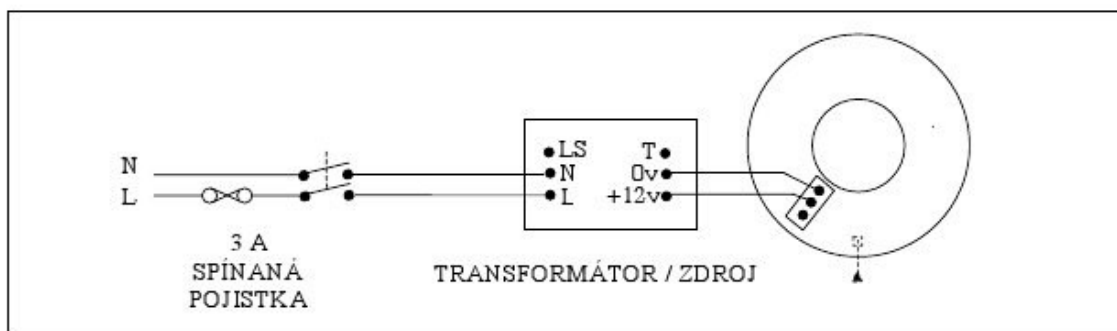 N
L
LS
N
L
T
0v
+12v
3 A
SPÍNANÁ
POJISTKA
TRANSFORMÁTOR / ZDROJ